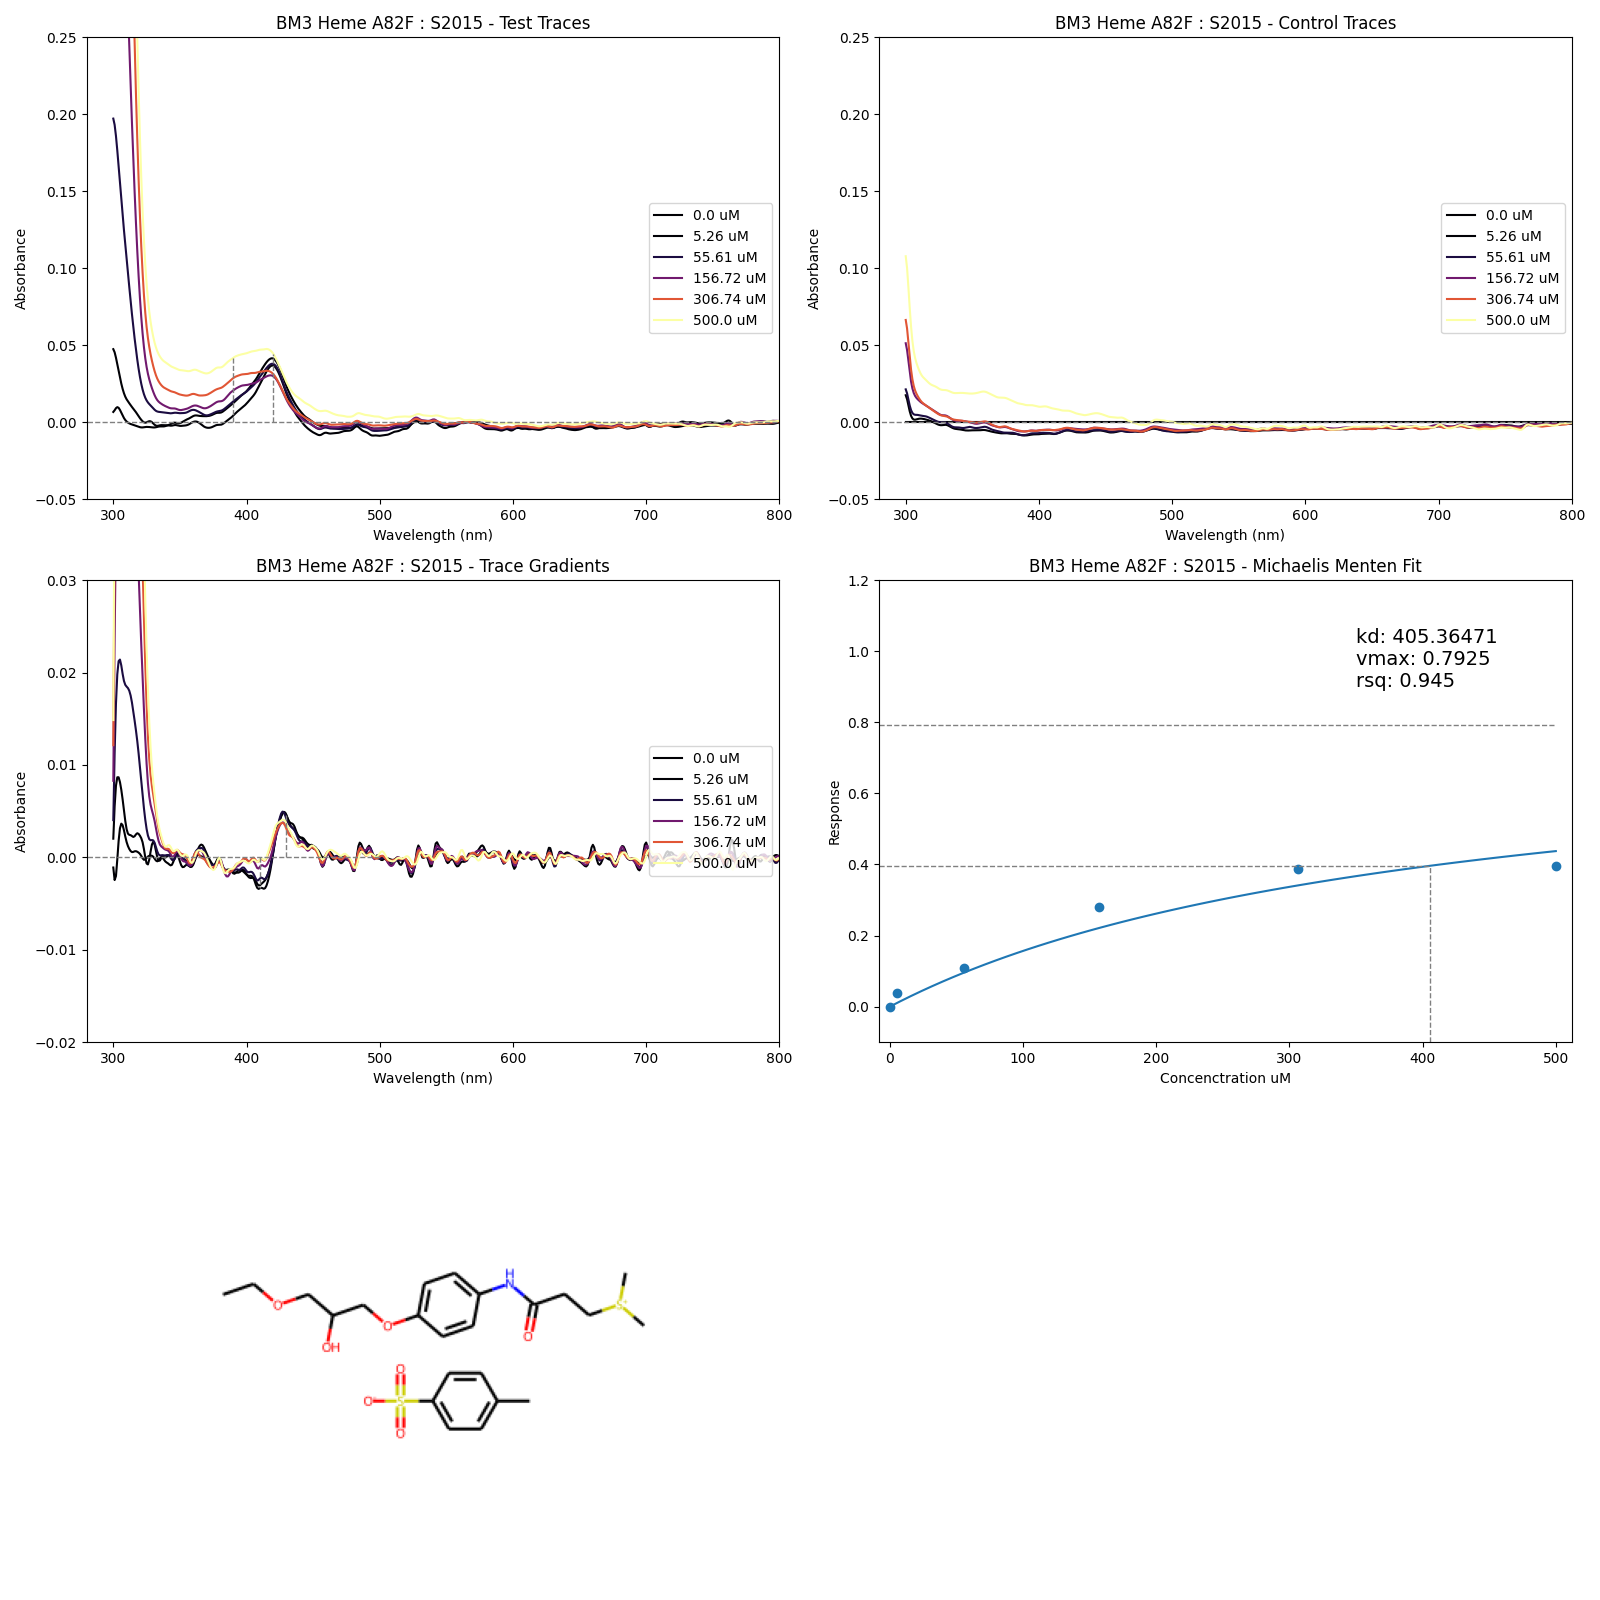 BM3 Heme A82F : S2015 - Test Traces
0.25
0.20
0.15
0.10
0.05
0.00
−0.05
Absorbance
0.0 uM
5.26 uM
55.61 uM
156.72 uM
306.74 uM
500.0 uM
300 400 500 600 700 800
Wavelength (nm)
BM3 Heme A82F : S2015 - Control Traces
0.25
0.20
0.15
0.10
0.05
0.00
−0.05
Absorbance
0.0 uM
5.26 uM
55.61 uM
156.72 uM
306.74 uM
500.0 uM
300 400 500 600 700 800
Wavelength (nm)
BM3 Heme A82F : S2015 - Trace Gradients
0.03
0.02
0.01
0.00
−0.01
−0.02
Absorbance
0.0 uM
5.26 uM
55.61 uM
156.72 uM
306.74 uM
500.0 uM
300 400 500 600 700 800
Wavelength (nm)
BM3 Heme A82F : S2015 - Michaelis Menten Fit
1.2
1.0
0.8
0.6
0.4
0.2
0.0
Response
kd: 405.36471
vmax: 0.7925
rsq: 0.945
0 100 200 300 400 500
Concenctration uM
H
N
O
S+
O
O
OH
O
O-
S
O